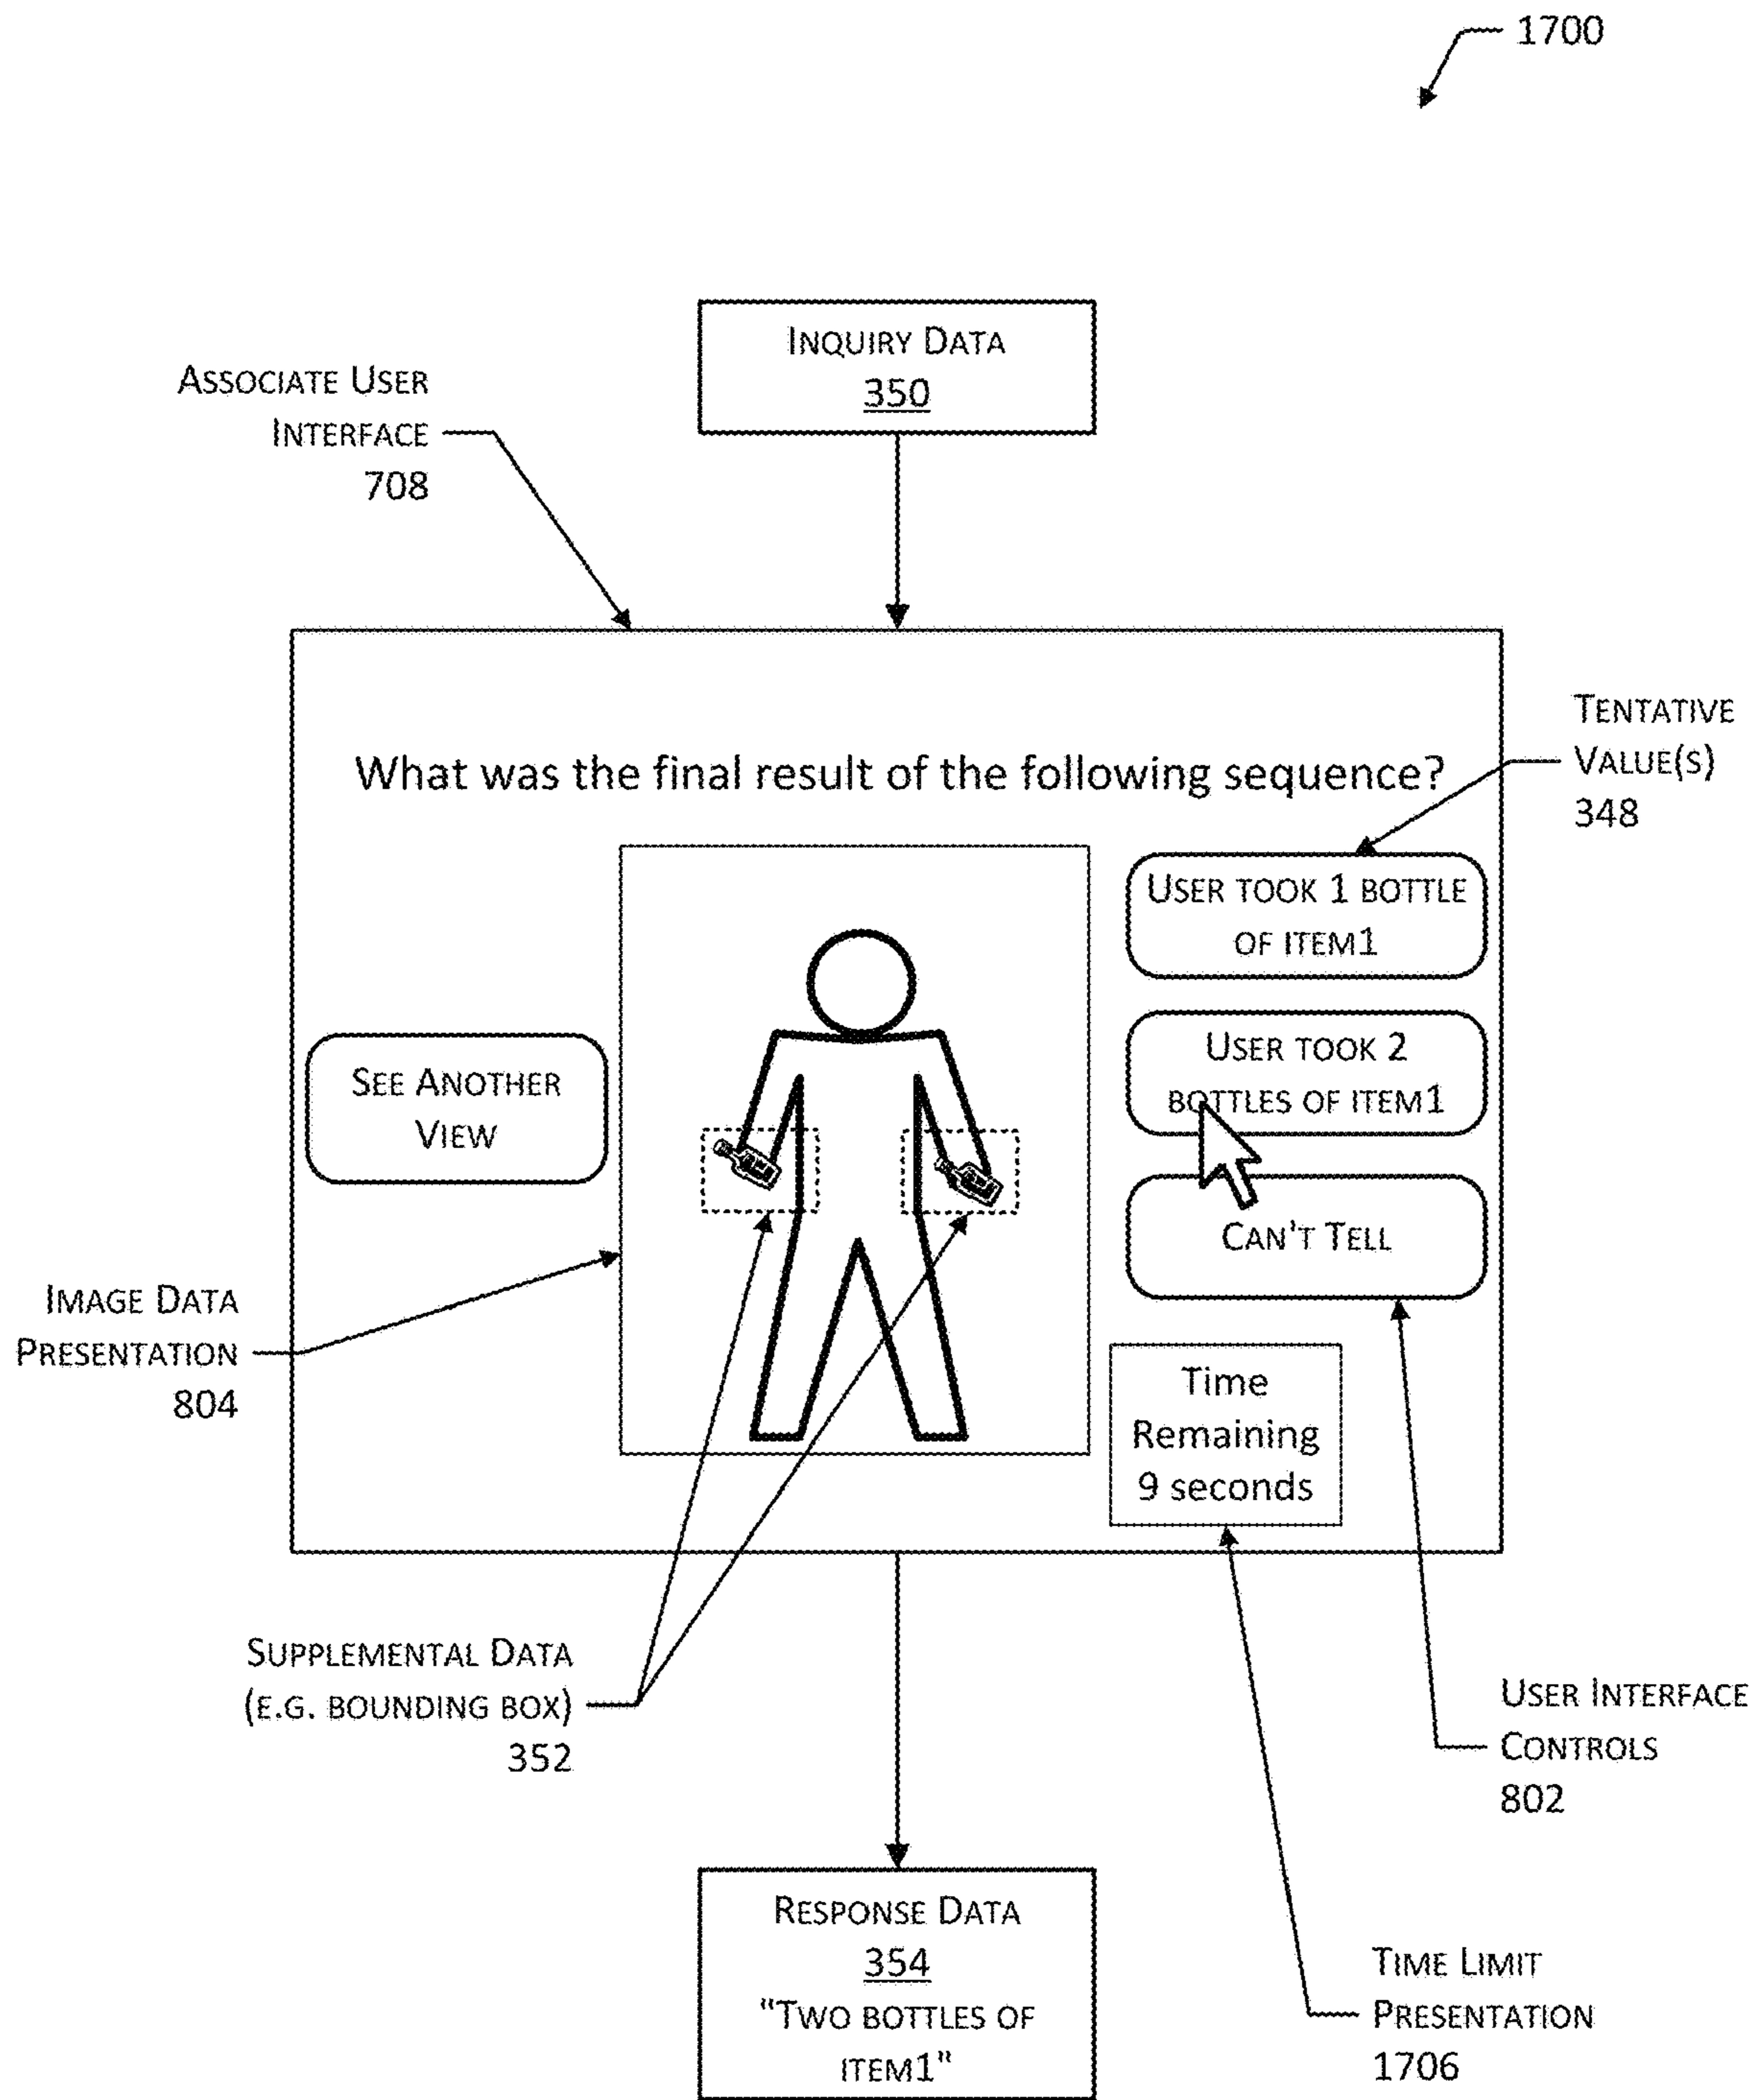 1700
INQUIRY DATA
350
ASSOCIATE USER
INTERFACE
708
What was the final result of the following sequence?
TENTATIVE
VALUE(S)
348
USER TOOK 1 BOTTLE
OF ITEM1
USER TOOK 2
BOTTLES OF ITEM1
CAN'T TELL
SEE ANOTHER
VIEW
IMAGE DATA
PRESENTATION
804
Time
Remaining
9 seconds
SUPPLEMENTAL DATA
(E.G. BOUNDING BOX)
352
USER INTERFACE
CONTROLS
802
RESPONSE DATA
354
"TWO BOTTLES OF
ITEM1"
TIME LIMIT
PRESENTATION
1706